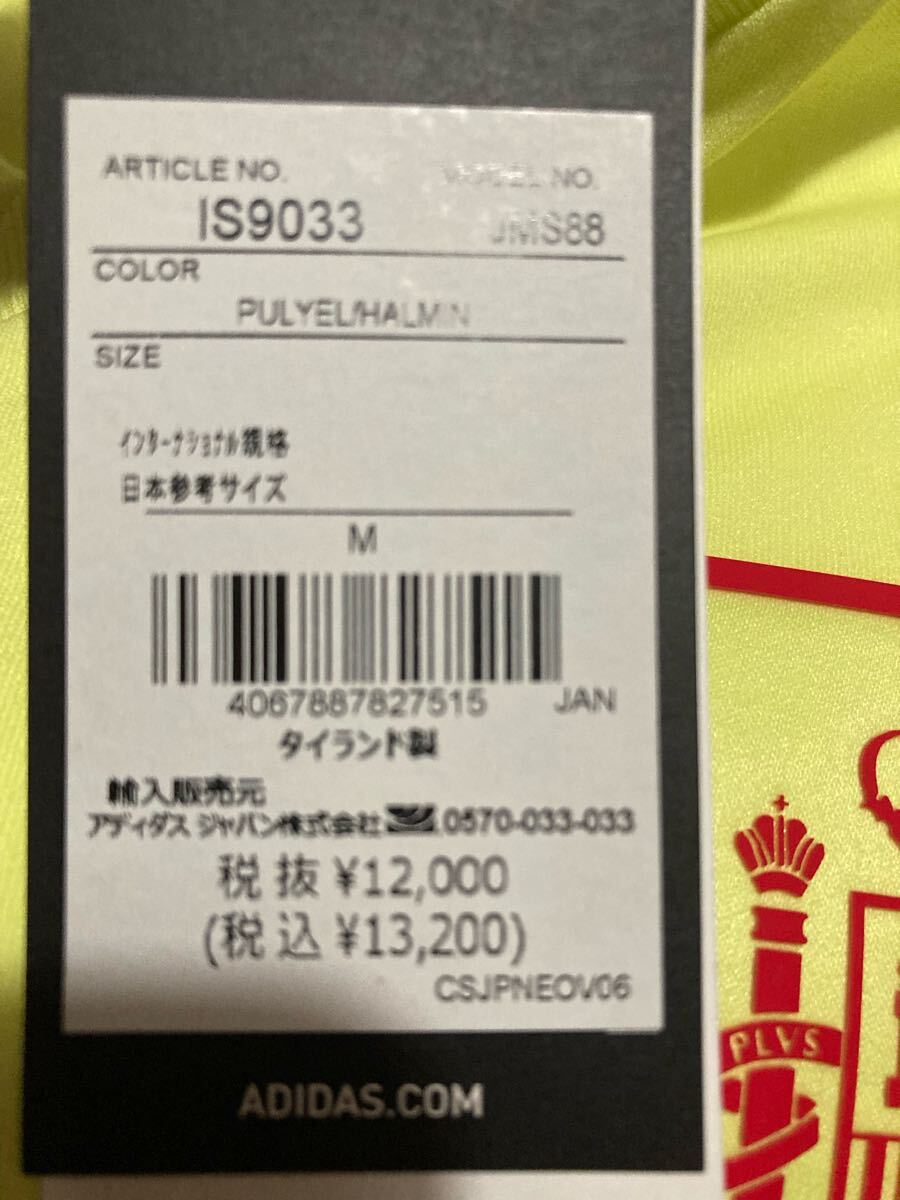 ARTICLE NO. MODEL NO.
IS9033 JMS88
COLOR
PULYEL/HALMIN
SIZE
インターナショナル規格
日本参考サイズ
M
4067887827515 JAN
タイランド製
輸入販売元
アディダス ジャパン株式会社 0570-033-033
税抜 ¥12,000
(税込 ¥13,200)
CSJPNEOV06
ADIDAS.COM
PLVS